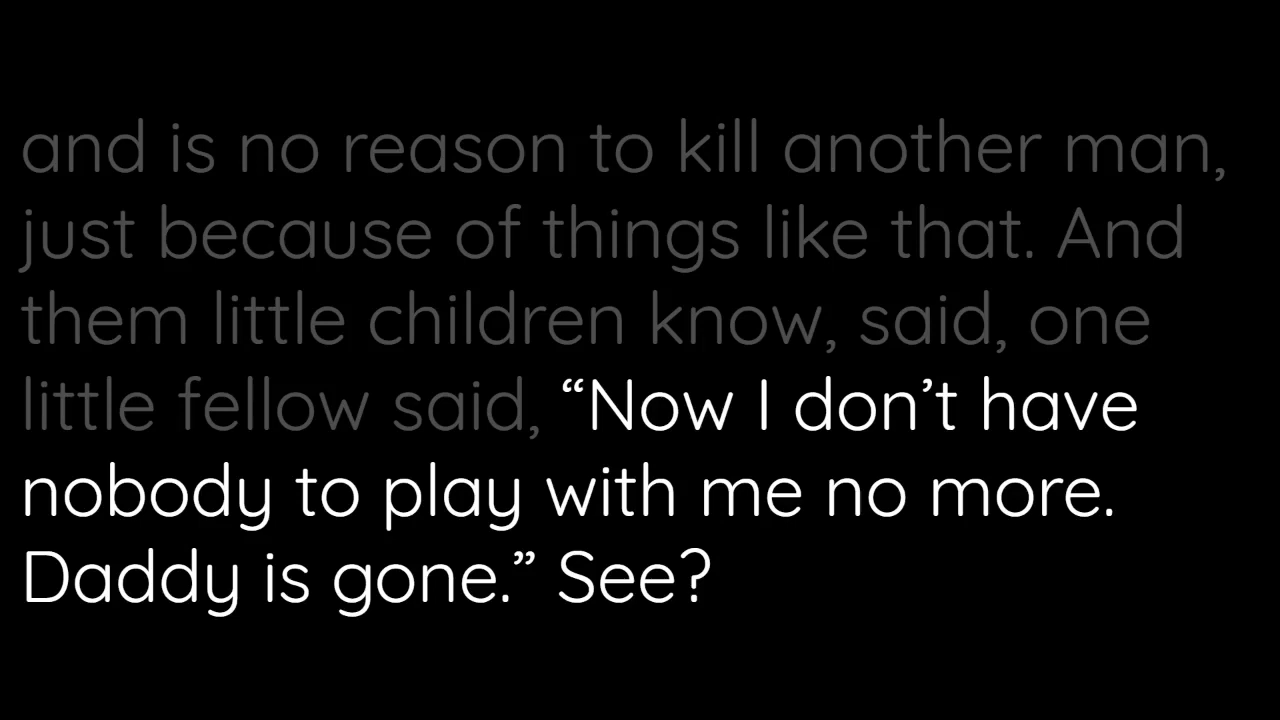 and is no reason to kill another man,
just because of things like that. And
them little children know, said, one
little fellow said, “Now I don’t have
nobody to play with me no more.
Daddy is gone.” See?